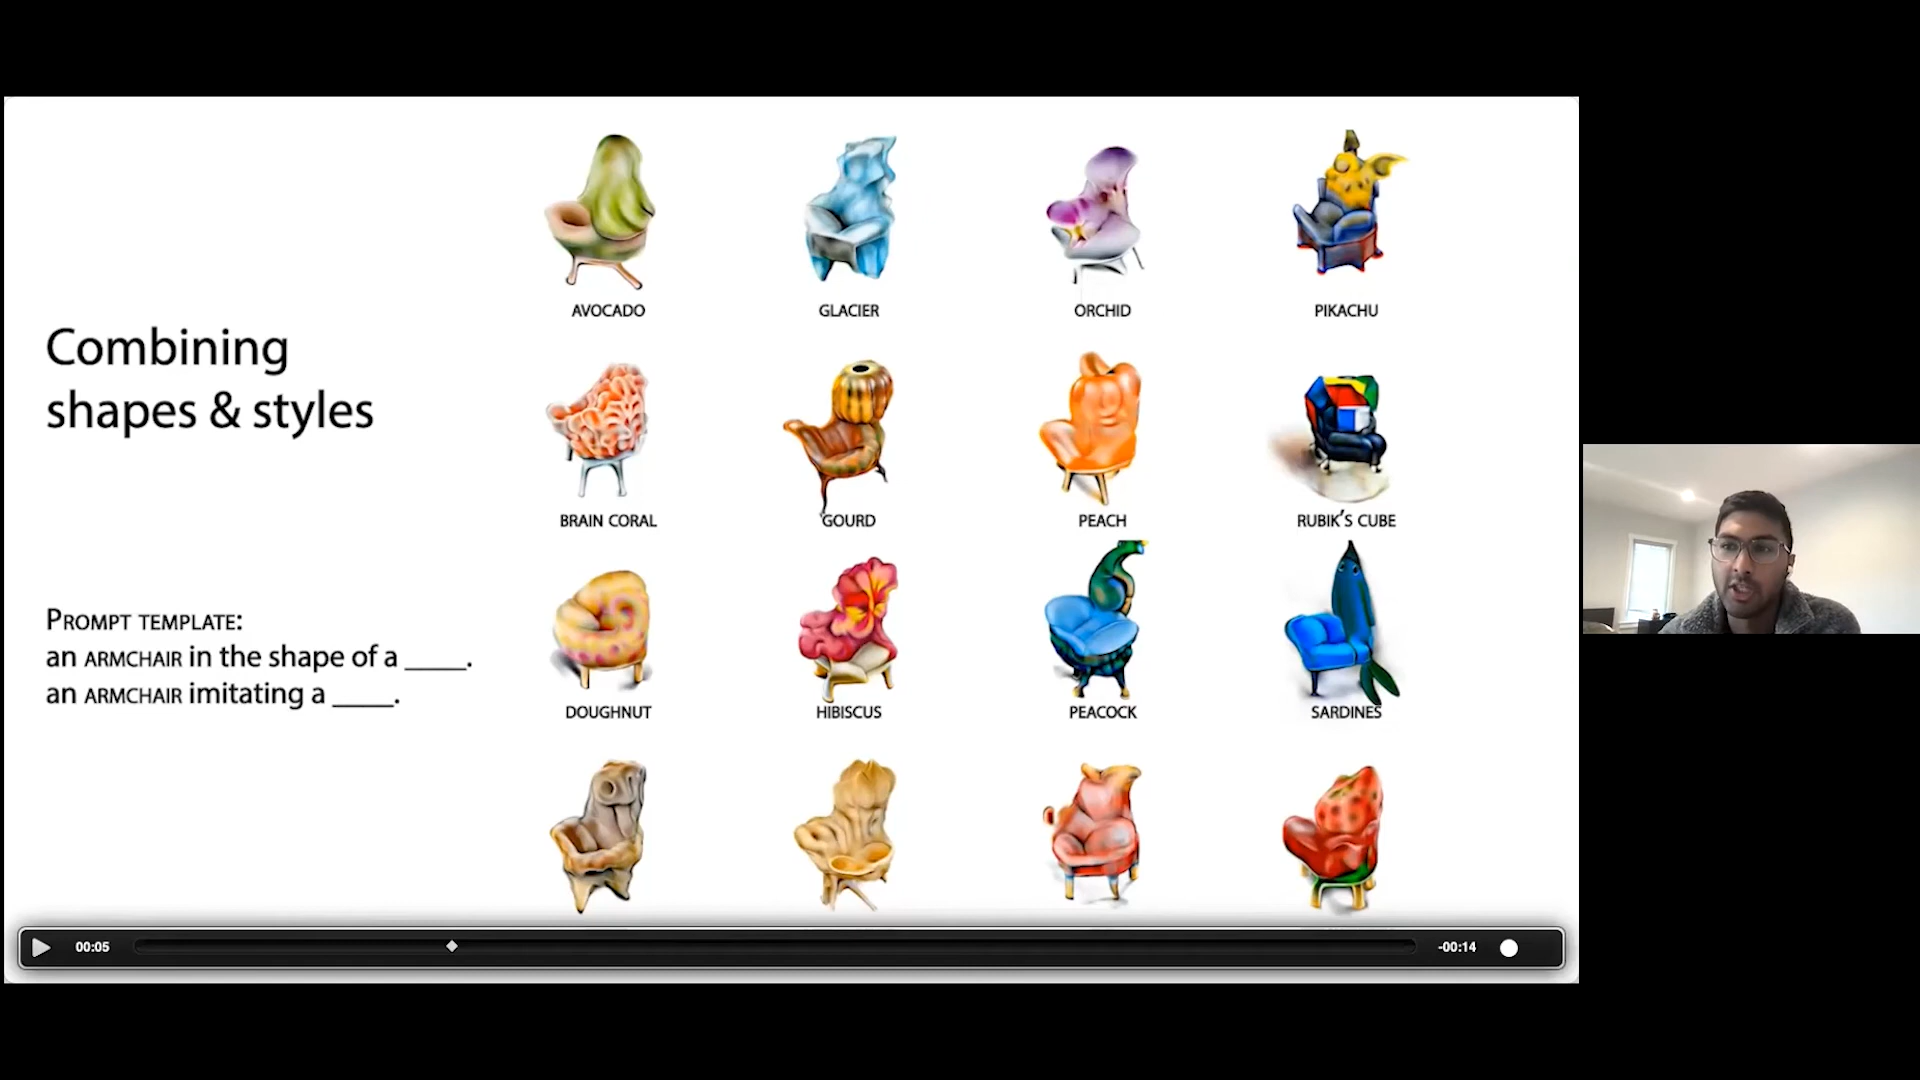 Combining
shapes & styles
PROMPT TEMPLATE:
an ARMCHAIR in the shape of a ____.
an ARMCHAIR imitating a ____.
AVOCADO
GLACIER
ORCHID
PIKACHU
BRAIN CORAL
GOURD
PEACH
RUBIK'S CUBE
DOUGHNUT
HIBISCUS
PEACOCK
SARDINES
00:05
-00:14